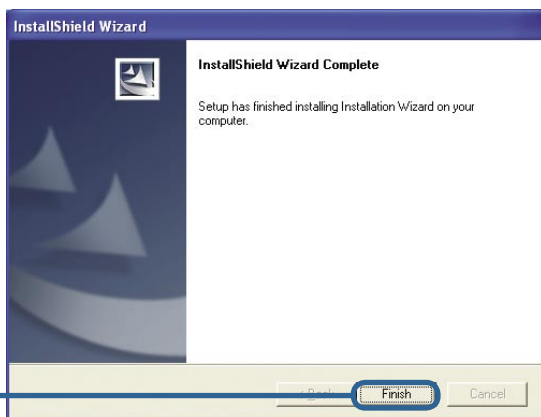 InstallShield Wizard
InstallShield Wizard Complete
Setup has finished installing Installation Wizard on your
computer.
< Back
Finish
Cancel